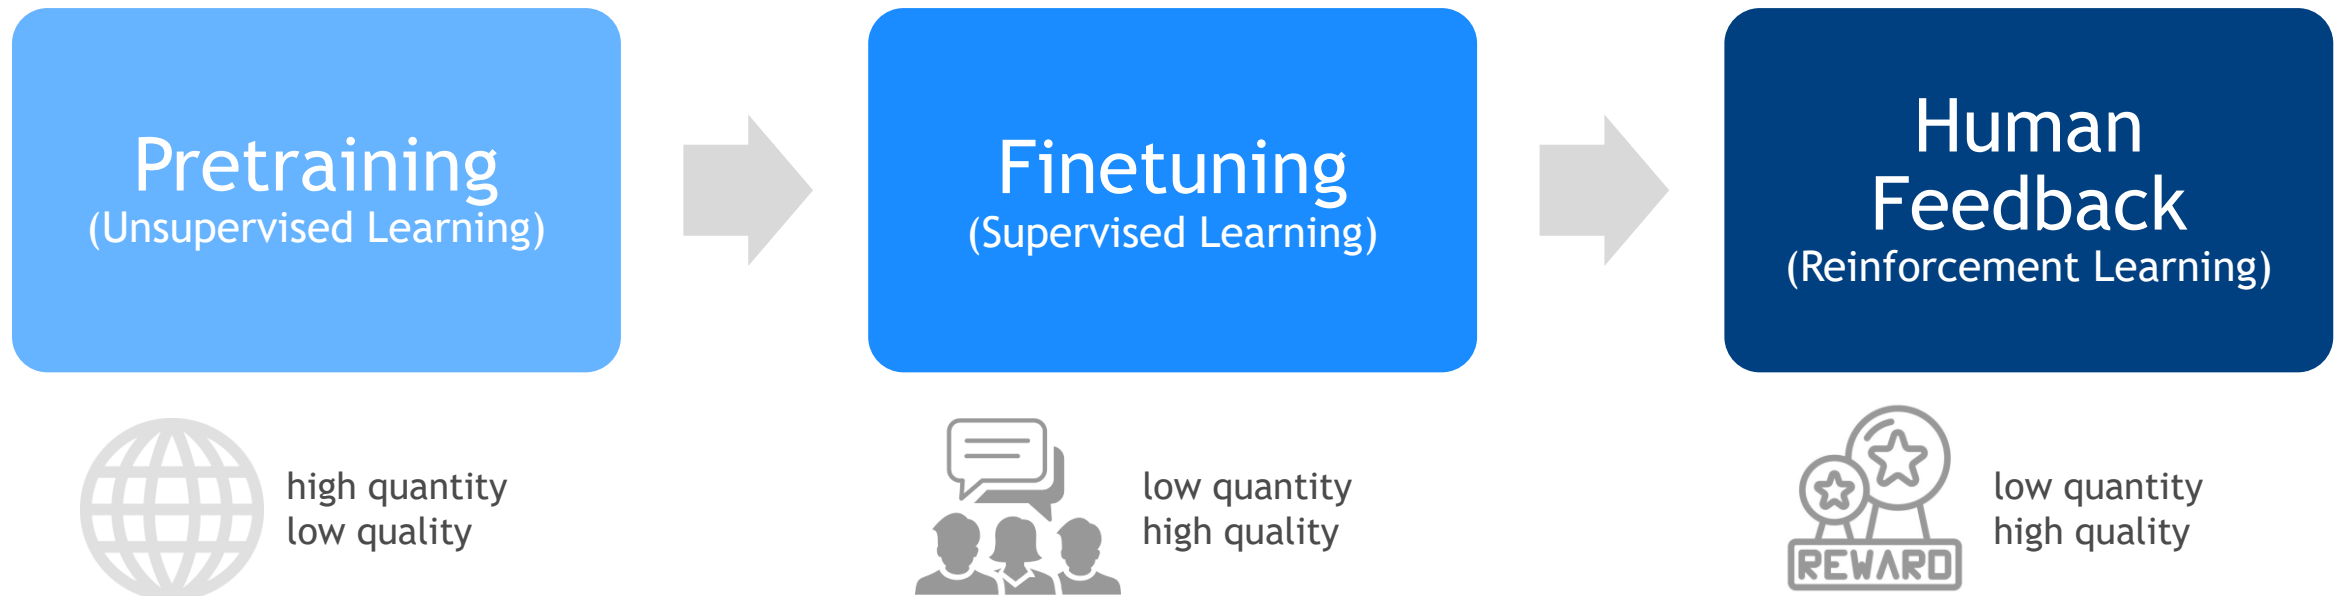 Pretraining
(Unsupervised Learning)
Finetuning
(Supervised Learning)
Human
Feedback
(Reinforcement Learning)
high quantity
low quality
low quantity
high quality
REWARD
low quantity
high quality